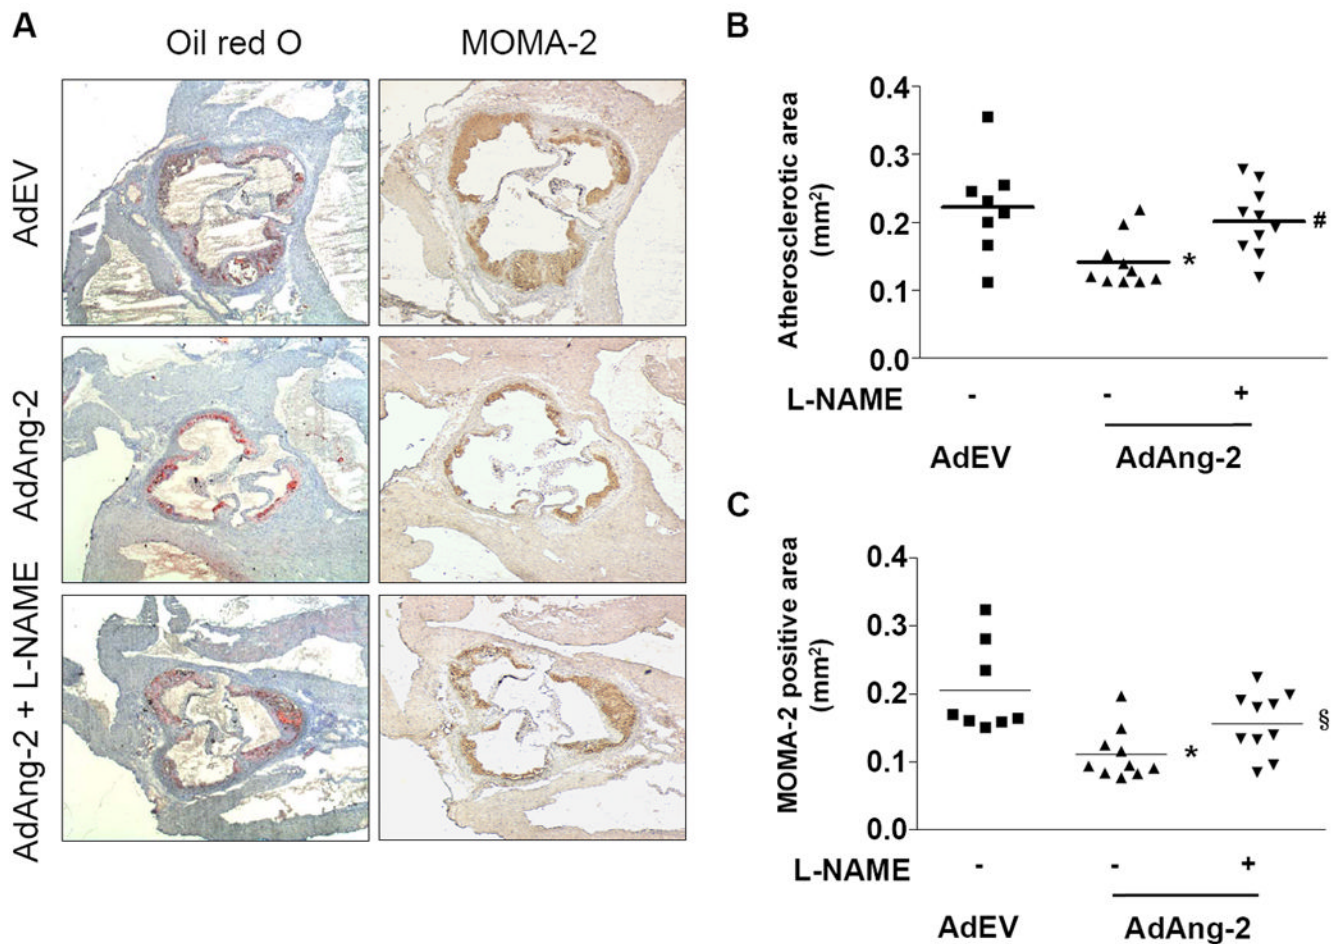 A
Oil red O
MOMA-2
AdEV
AdAng-2
AdAng-2 + L-NAME
B
Atherosclerotic area
(mm²)
0.4
0.3
0.2
0.1
0.0
*
#
L-NAME - - +
AdEV AdAng-2
C
MOMA-2 positive area
(mm²)
0.4
0.3
0.2
0.1
0.0
*
§
L-NAME - - +
AdEV AdAng-2